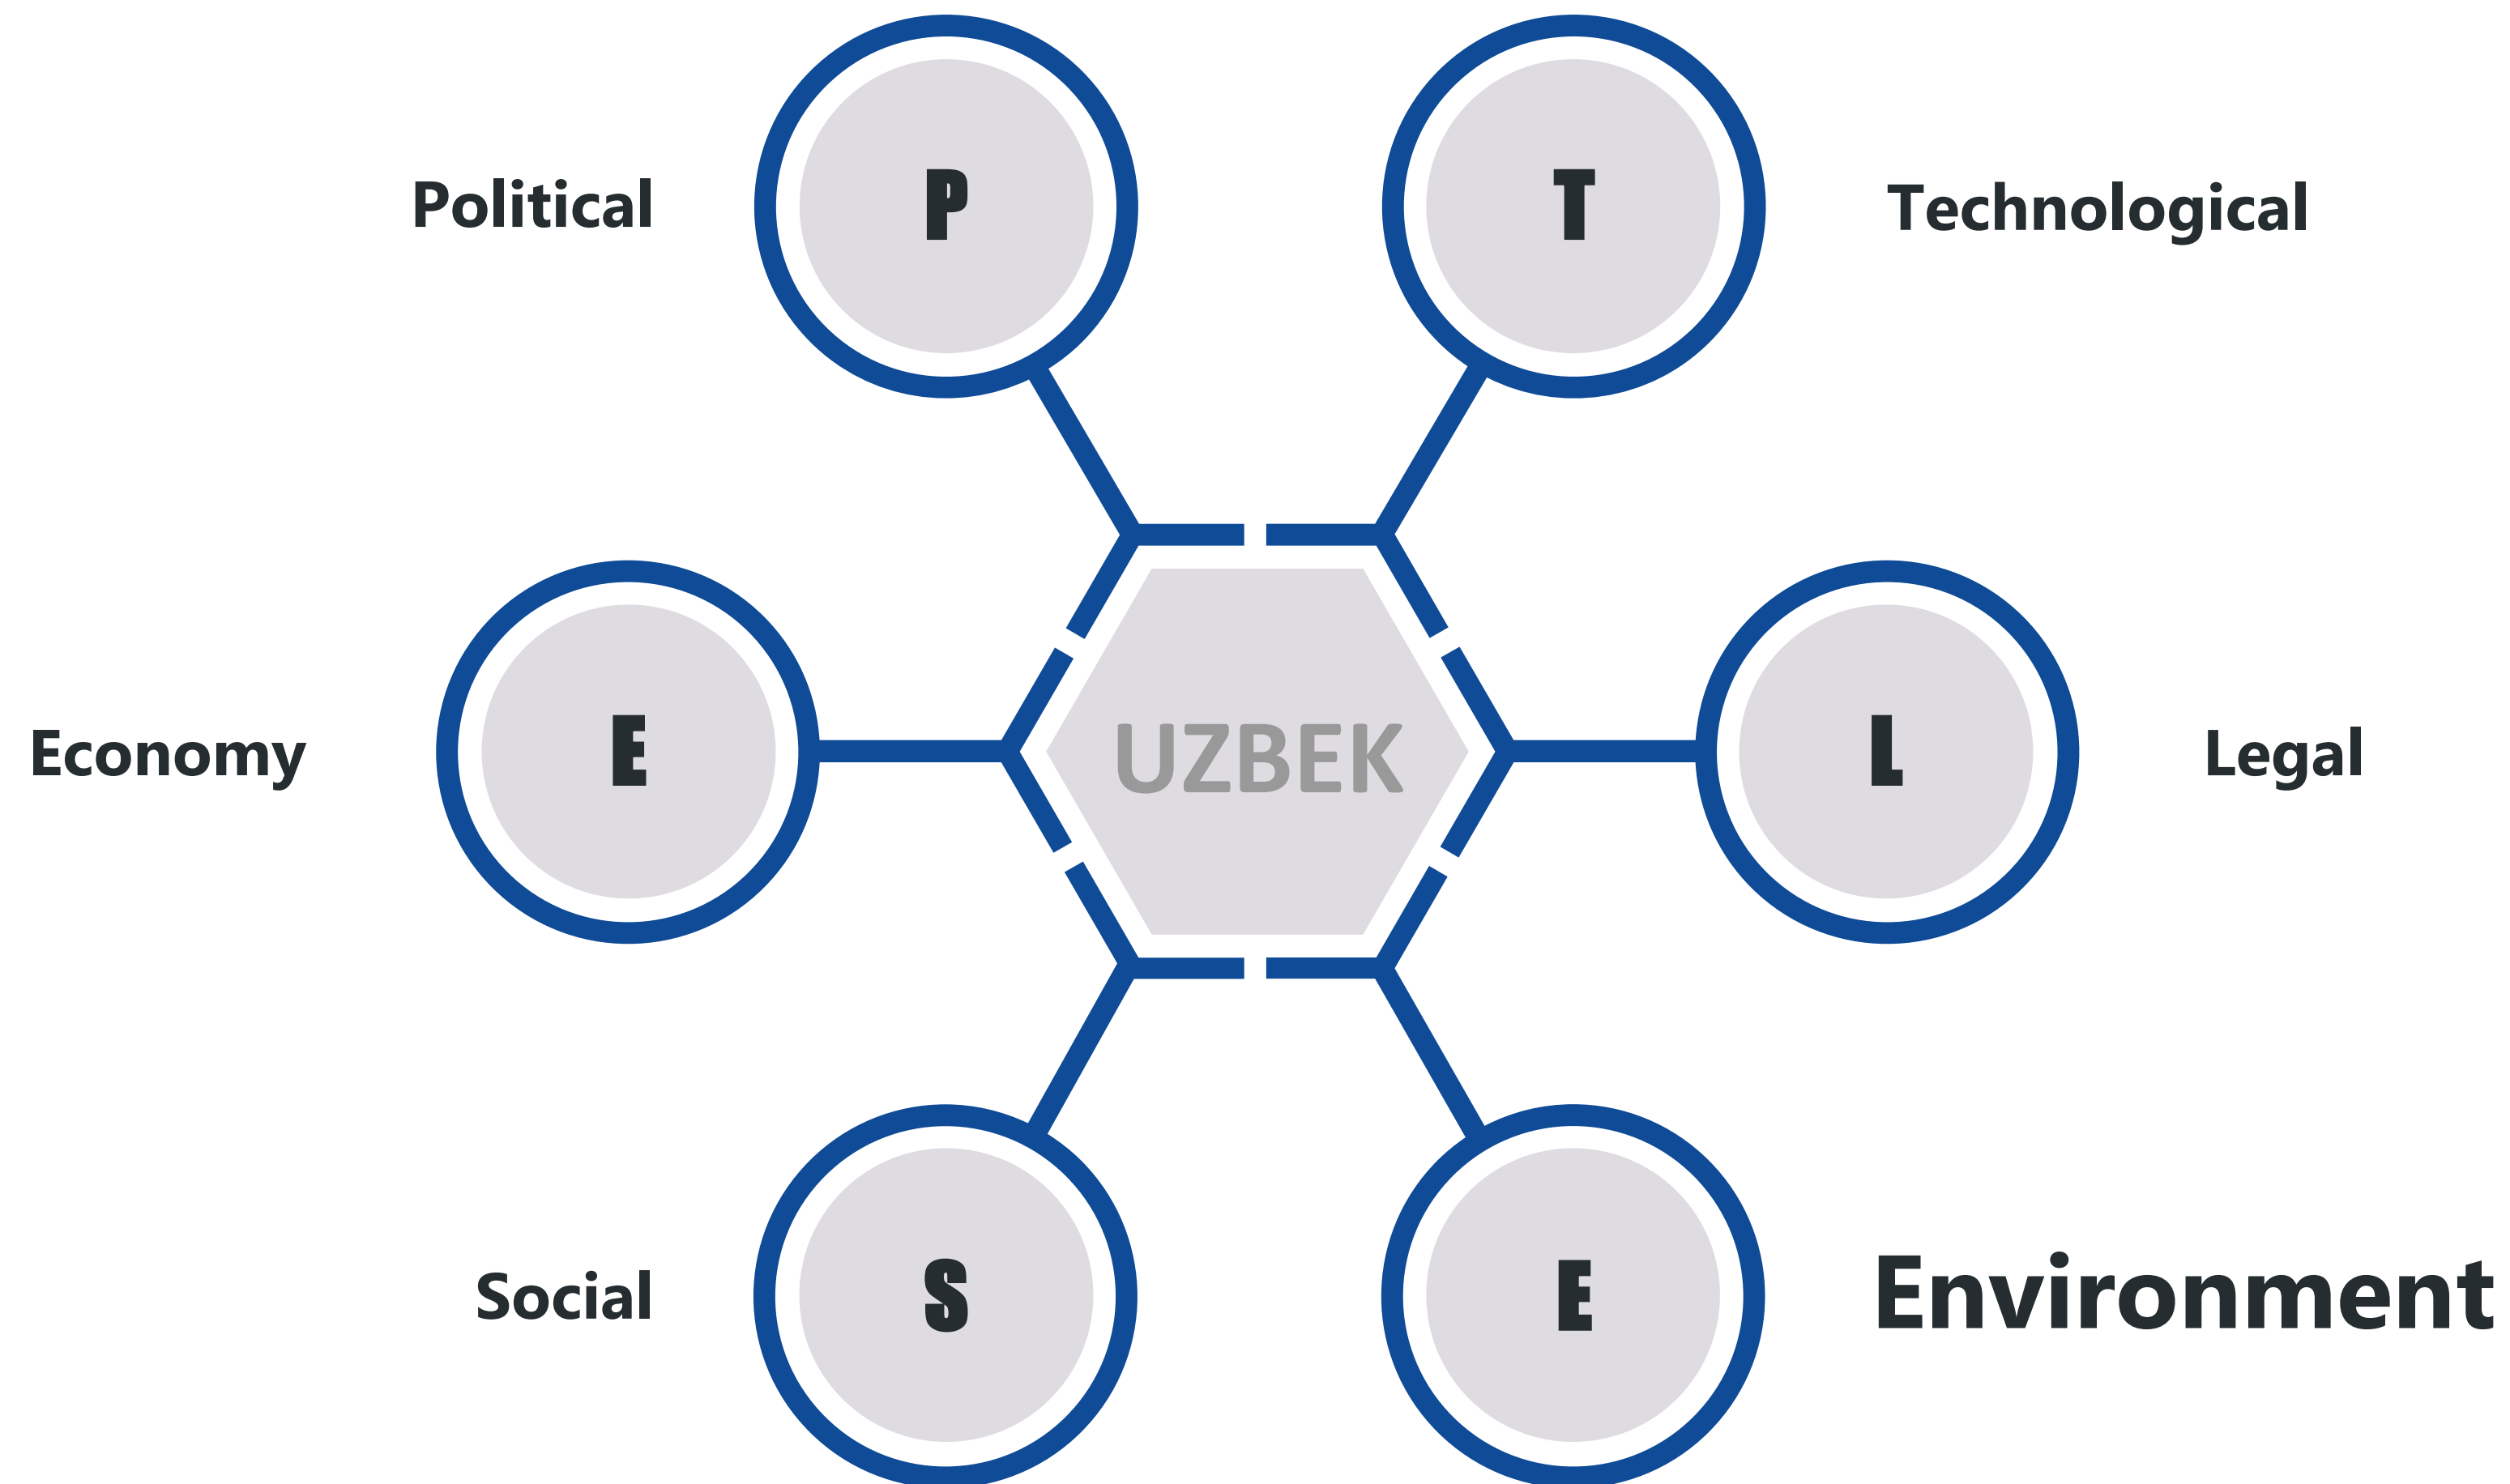 Political
P
T
Technological
Economy
E
UZBEK
L
Legal
Social
S
E
Environment